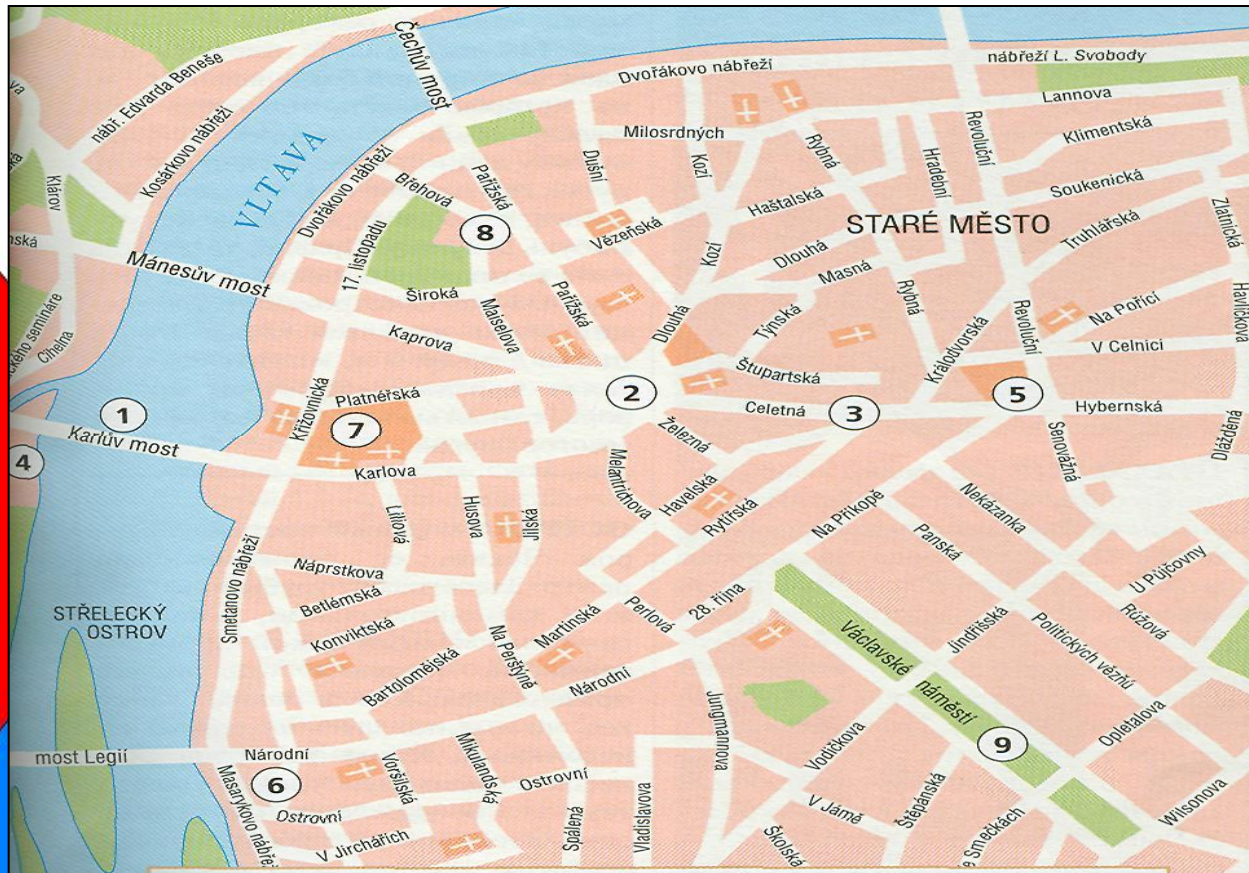 Čechův most
nábř. Edvarda Beneše
Kosárkovo nábřeží
VLTAVA
Dvořákovo nábřeží
nábřeží L. Svobody
Dvořákovo nábřeží
Lannova
Klimentská
Revoluční
Milosrdných
Rybná
Hradební
Kozí
Dušní
Pařížská
Břehová
Klárov
Soukenická
Haštalská
STARÉ MĚSTO
Zlatnická
Truhlářská
8
Vězeňská
Kozí
Dlouhá
Masná
17. listopadu
Mánesův most
Široká
Pařížská
Rybná
Havlíčkova
Na Poříčí
Revoluční
Maiselova
Kaprova
Dlouhá
Týnská
Královorská
V Celnici
Cihelná
Štupartská
Platnéřská
Křižovnická
1
2
3
5
Celetná
Hybernská
7
Karlův most
4
Karlova
Železná
Senovážná
Dlážděná
Melantrichova
Havelská
Rytířská
Na Příkopě
Nekázanka
Liliová
Husova
Jilská
Panská
Náprstkova
U Půjčovny
Smetanovo nábřeží
Betlémská
28. října
Perlová
Martinská
Růžová
STŘELECKÝ
OSTROV
Konviktská
Na Perštýně
Václavské
náměstí
Jindřišská
Politických vězňů
Bartolomějská
Národní
Jungmannova
Opletalova
most Legií
Národní
Vodičkova
9
6
Voršilská
Mikulandská
Ostrovní
Masarykovo nábřež
Ostrovní
Spálená
Vladislavova
V Jámě
Štěpánská
Wilsonova
V Jirchářích
Školská
e Smečkách